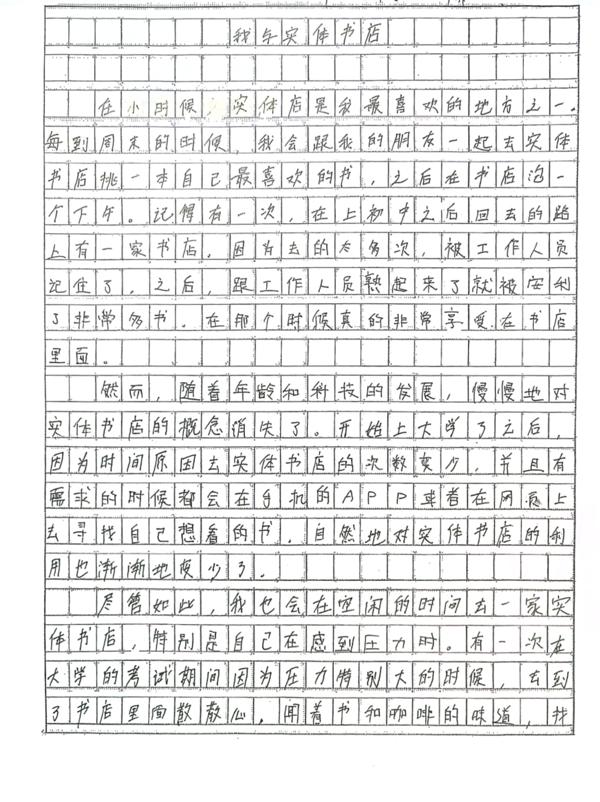 我与实体书店
在小时候，实体店是我最喜欢的地方之一。
每到周末的时候，我会跟我的朋友一起去实体
书店挑一本自己最喜欢的书，之后在书店泡一
个下午。记得有一次，在上初中之后回去的路
上有一家书店，因为去的太多次，被工作人员
记住了，之后，跟工作人员熟起来了就被安利
了非常多书。在那个时候真的非常享受在书店
里面。
然而，随着年龄和科技的发展，慢慢地对
实体书店的概念消失了。开始上大学了之后，
因为时间原因去实体书店的次数变少，并且有
需求的时候都会在手机的APP或者在网页上
去寻找自己想看的书，自然地对实体书店的利
用也渐渐地变少了。
尽管如此，我也会在空闲的时间去一家实
体书店，特别是自己在感到压力时。有一次在
大学的考试期间因为压力特别大的时候，去到
了书店里面散散心，闻着书和咖啡的味道，找